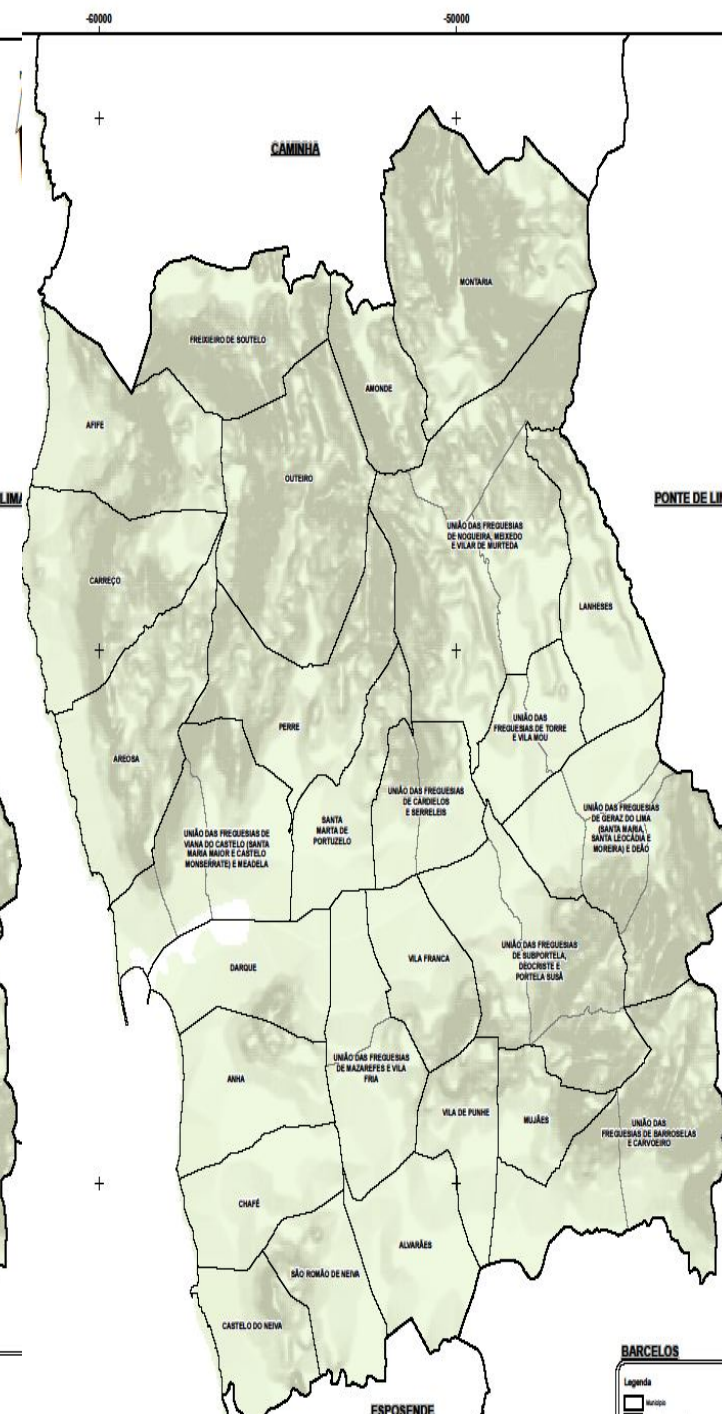 -60000
-50000
CAMINHA
MONTARIA
FREIXIEIRO DE SOUTELO
AMONDE
AFIFE
OUTEIRO
LIMA
PONTE DE LIM
UNIÃO DAS FREGUESIAS
DE NOGUEIRA, MEIXEDO
E VILAR DE MURTEDA
CARREÇO
LANHESES
PERRE
UNIÃO DAS
FREGUESIAS DE TORRE
E VILA MOU
AREOSA
UNIÃO DAS FREGUESIAS
DE CARDIELOS
E SERRELEIS
SANTA
MARTA DE
PORTUZELO
UNIÃO DAS FREGUESIAS
DE GERAZ DO LIMA
(SANTA MARIA,
SANTA LEOCÁDIA E
MOREIRA) E DEÃO
UNIÃO DAS FREGUESIAS DE
VIANA DO CASTELO (SANTA
MARIA MAIOR E CASTELO
MONSERRATE) E MEADELA
VILA FRANCA
UNIÃO DAS FREGUESIAS
DE SUBPORTELA,
DEOCRISTE E
PORTELA SUSÃ
DARQUE
UNIÃO DAS FREGUESIAS
DE MAZAREFES E VILA
FRIA
ANHA
VILA DE PUNHE
MUJÃES
UNIÃO DAS
FREGUESIAS DE BARROSELAS
E CARVOEIRO
CHAFÉ
ALVARÃES
SÃO ROMÃO DE NEIVA
CASTELO DO NEIVA
BARCELOS
Legenda
Município
ESPOSENDE